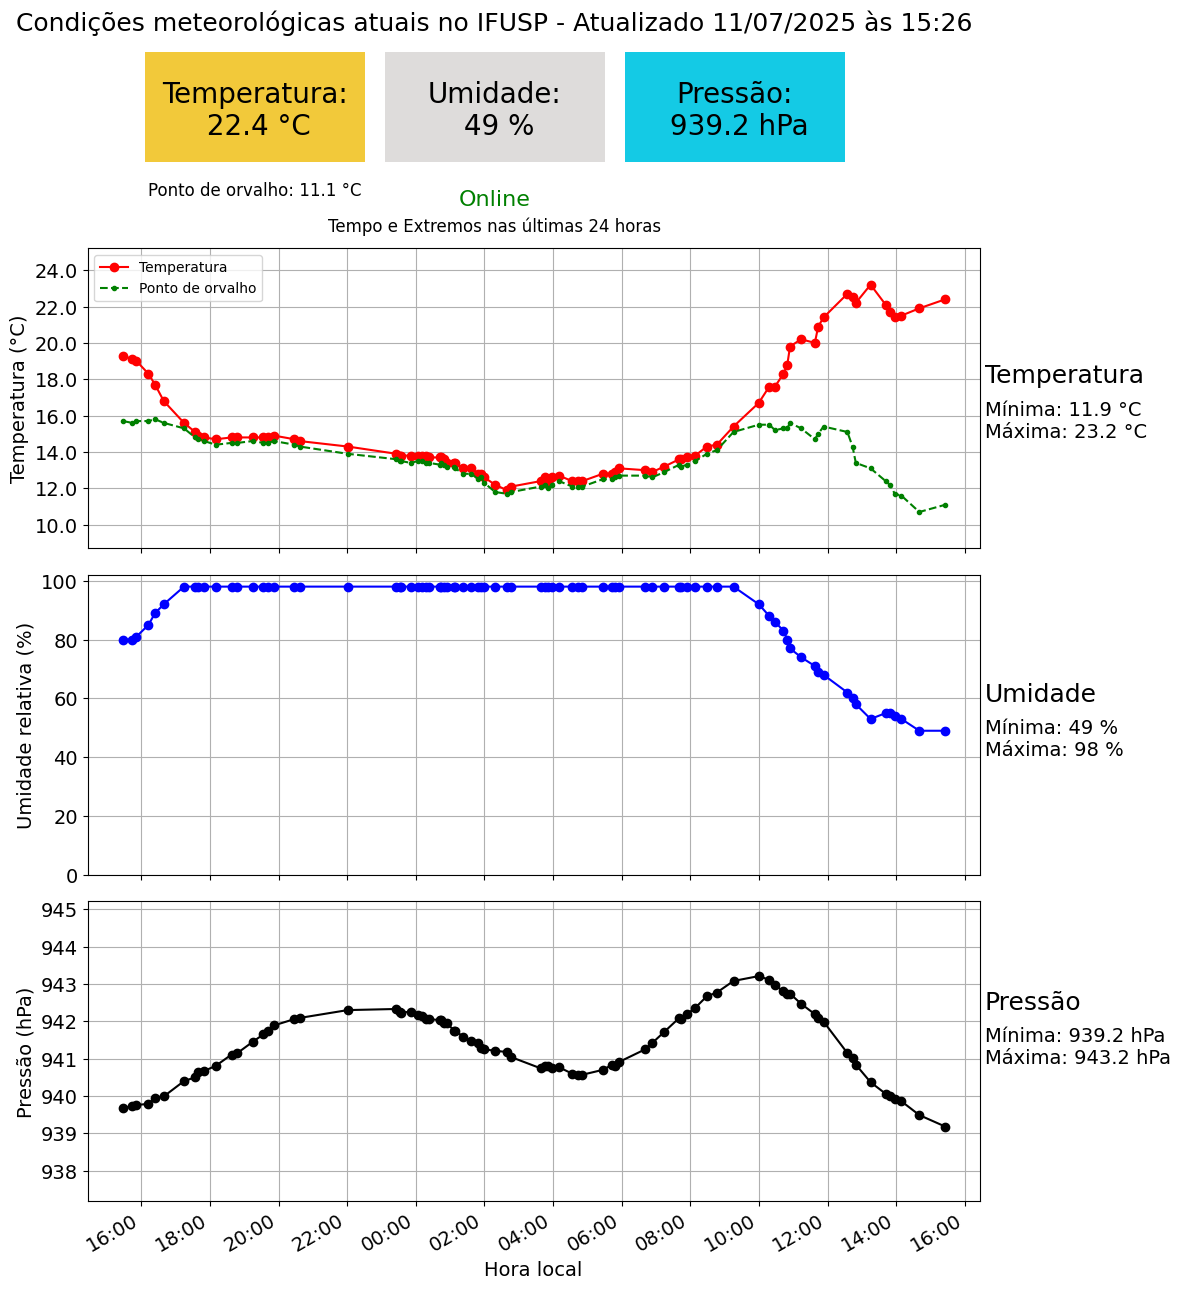 Condições meteorológicas atuais no IFUSP - Atualizado 11/07/2025 às 15:26
Temperatura:
22.4 °C
Umidade:
49 %
Pressão:
939.2 hPa
Ponto de orvalho: 11.1 °C
Online
Tempo e Extremos nas últimas 24 horas
Temperatura (°C)
24.0
22.0
20.0
18.0
16.0
14.0
12.0
10.0
Temperatura
Ponto de orvalho
Temperatura
Mínima: 11.9 °C
Máxima: 23.2 °C
Umidade relativa (%)
100
80
60
40
20
0
Umidade
Mínima: 49 %
Máxima: 98 %
Pressão (hPa)
945
944
943
942
941
940
939
938
Pressão
Mínima: 939.2 hPa
Máxima: 943.2 hPa
16:00 18:00 20:00 22:00 00:00 02:00 04:00 06:00 08:00 10:00 12:00 14:00 16:00
Hora local